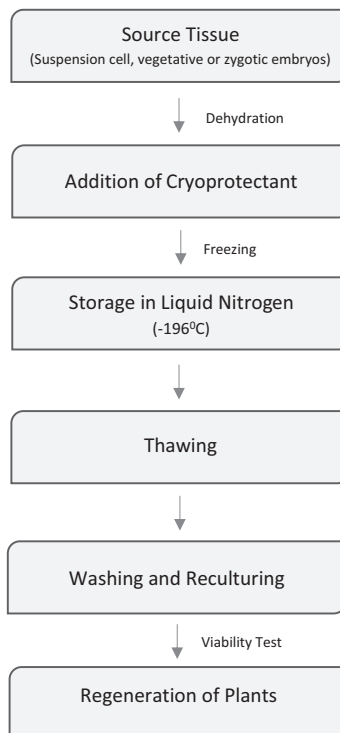 Source Tissue
(Suspension cell, vegetative or zygotic embryos)
Dehydration
Addition of Cryoprotectant
Freezing
Storage in Liquid Nitrogen
(-196⁰C)
Thawing
Washing and Reculturing
Viability Test
Regeneration of Plants